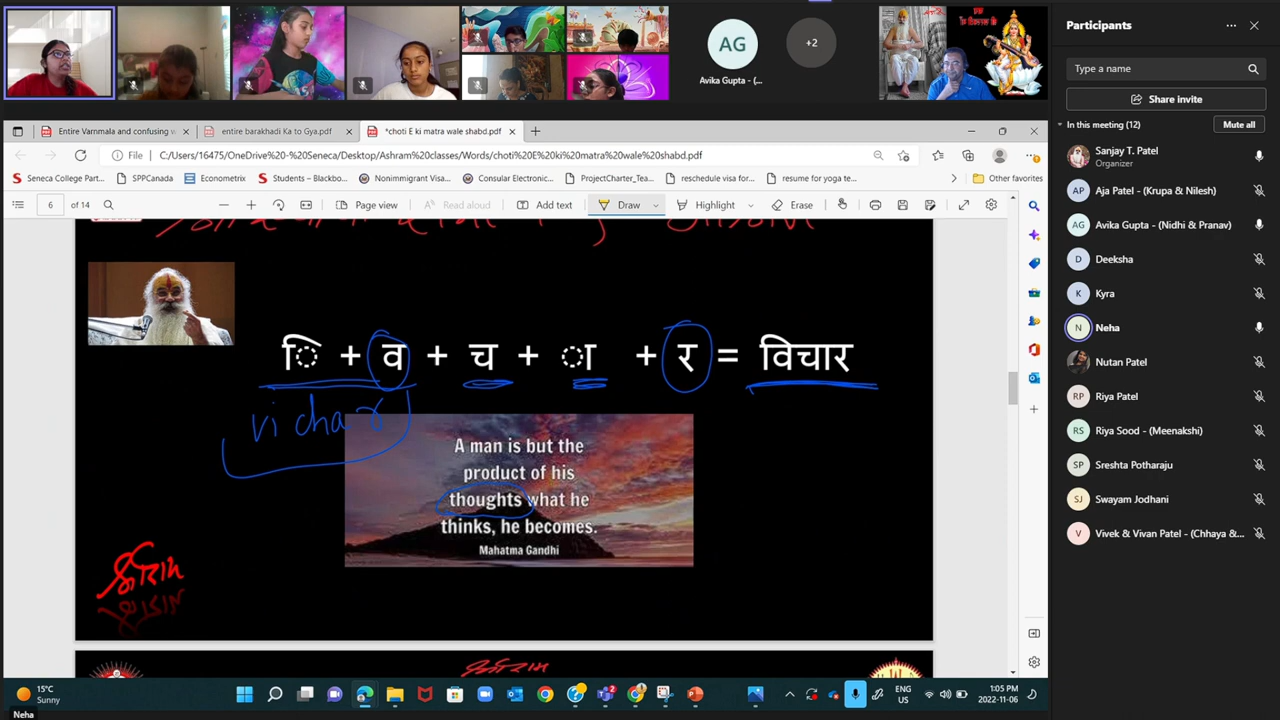 AG
+2
Avika Gupta - (...
Participants
Type a name
Share invite
In this meeting (12)
Mute all
Sanjay T. Patel
Organizer
AP
Aja Patel - (Krupa & Nilesh)
AG
Avika Gupta - (Nidhi & Pranav)
D
Deeksha
K
Kyra
N
Neha
Nutan Patel
RP
Riya Patel
RS
Riya Sood - (Meenakshi)
SP
Sreshta Potharaju
SJ
Swayam Jodhani
V
Vivek & Vivan Patel - (Chhaya &...
Entire Varnmala and confusing w
entire barakhadi Ka to Gya.pdf
*choti E ki matra wale shabd.pdf
File
C:/Users/16475/OneDrive%20-%20Seneca/Desktop/Ashram%20classes/Words/choti%20E%20ki%20matra%20wale%20shabd.pdf
Seneca College Part...
SPPCanada
Econometrix
Students – Blackbo...
Nonimmigrant Visa...
Consular Electronic...
ProjectCharter_Tea...
reschedule visa for...
resume for yoga te...
Other favorites
6 of 14
Page view
Read aloud
Add text
Draw
Highlight
Erase
ि + व + च + ा + र = विचार
vichar
A man is but the
product of his
thoughts what he
thinks, he becomes.
Mahatma Gandhi
15°C
Sunny
ENG
US
1:05 PM
2022-11-06
Neha